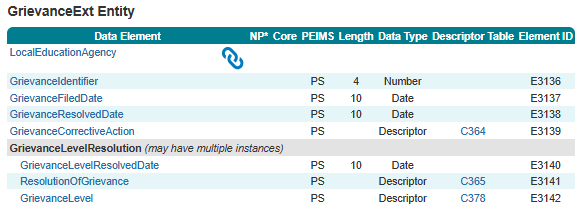 GrievanceExt Entity
Data Element NP* Core PEIMS Length Data Type Descriptor Table Element ID
LocalEducationAgency
GrievanceIdentifier PS 4 Number E3136
GrievanceFiledDate PS 10 Date E3137
GrievanceResolvedDate PS 10 Date E3138
GrievanceCorrectiveAction PS Descriptor C364 E3139
GrievanceLevelResolution (may have multiple instances)
GrievanceLevelResolvedDate PS 10 Date E3140
ResolutionOfGrievance PS Descriptor C365 E3141
GrievanceLevel PS Descriptor C378 E3142